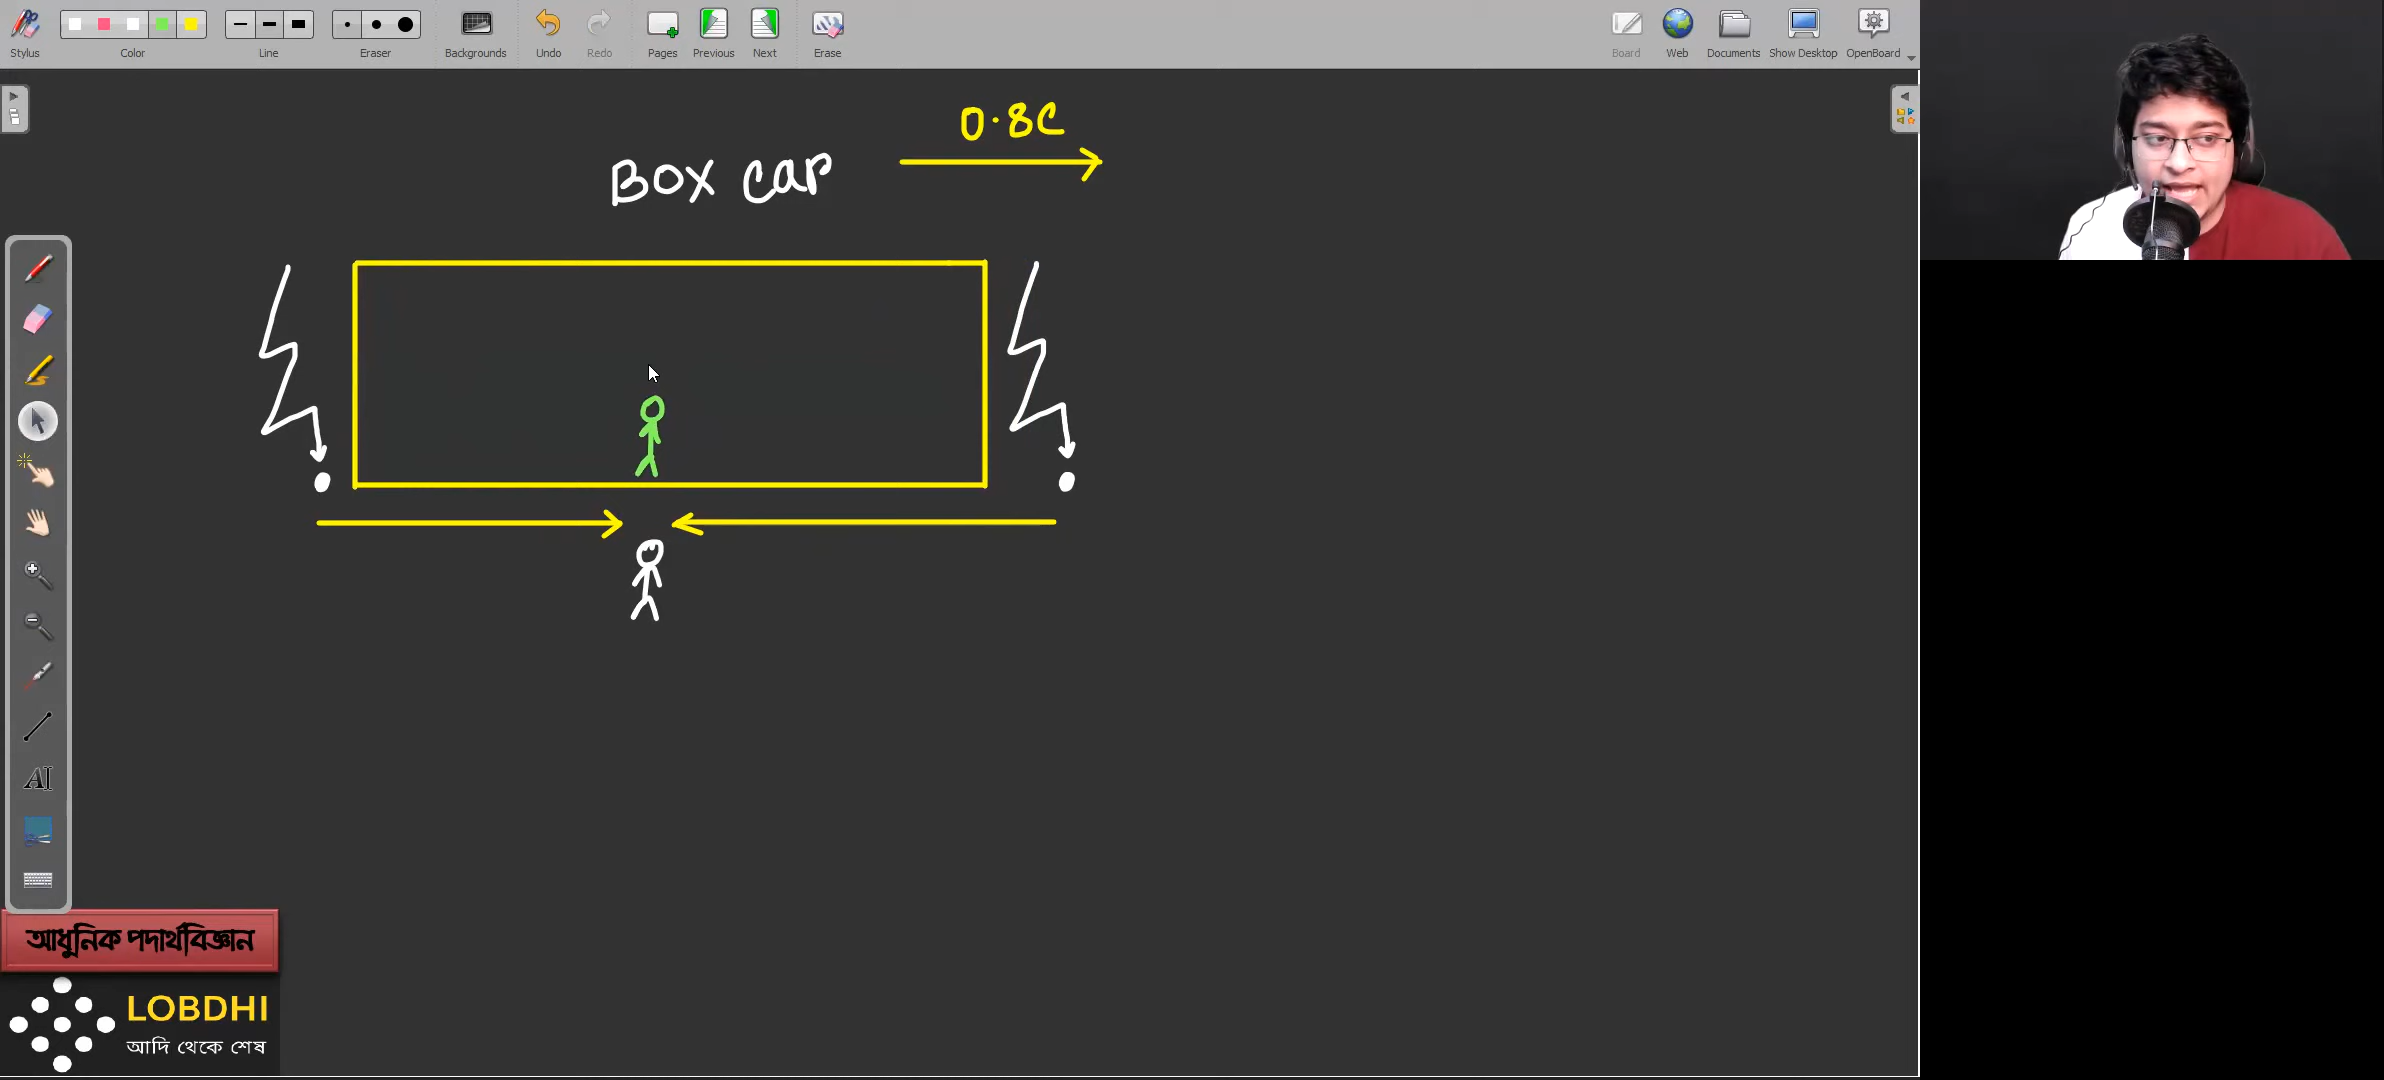 Stylus
Color
Line
Eraser
Backgrounds
Undo
Redo
Pages
Previous
Next
Erase
Board
Web
Documents
Show Desktop
OpenBoard
0.8C
BOX car
AI
আধুনিক পদার্থবিজ্ঞান
LOBDHI
আদি থেকে শেষ